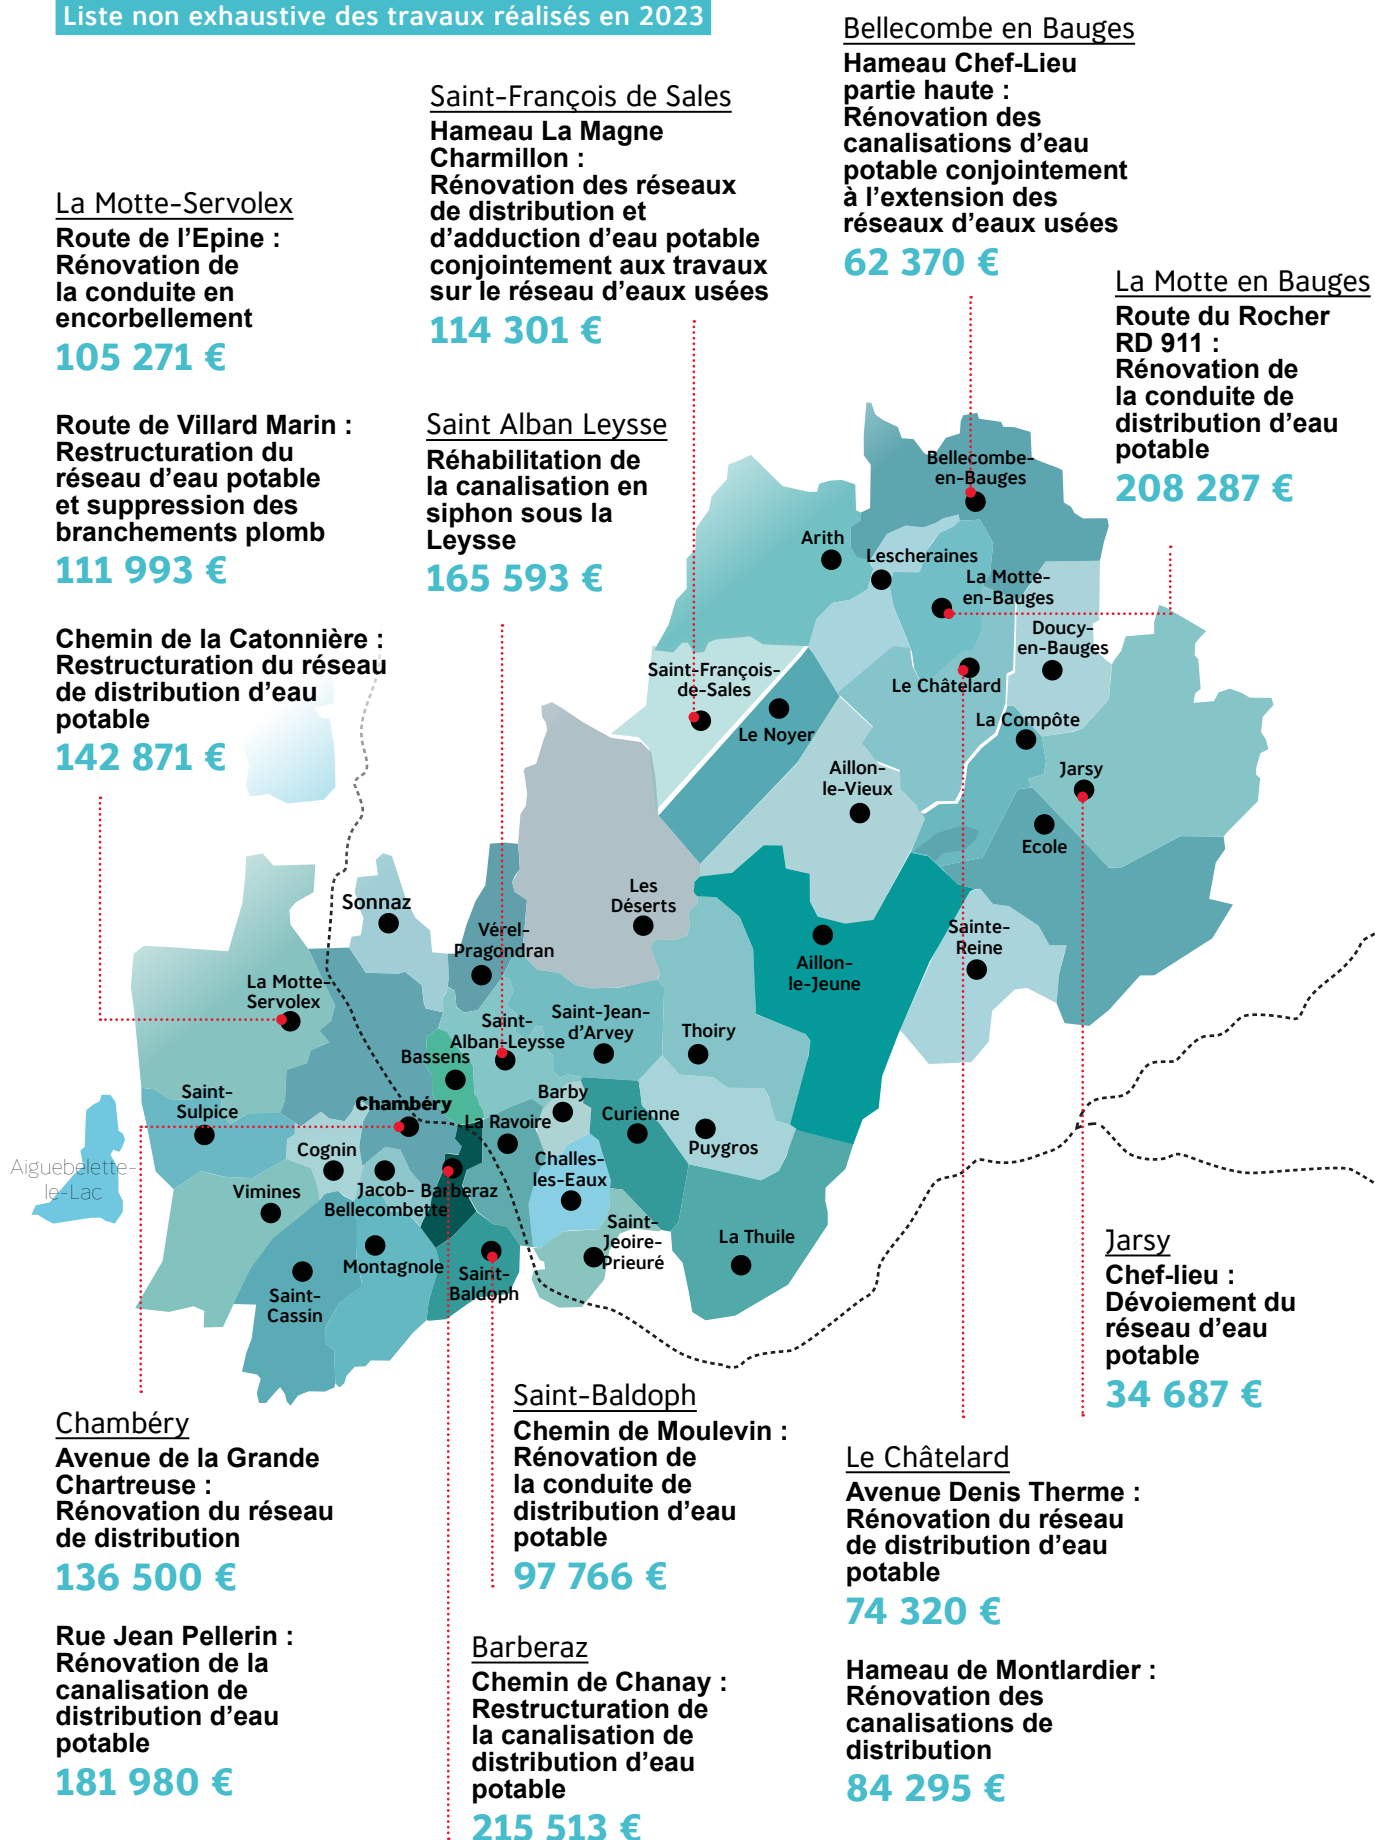 Liste non exhaustive des travaux réalisés en 2023
La Motte-Servolex
Route de l'Epine :
Rénovation de
la conduite en
encorbellement
105 271 €
Route de Villard Marin :
Restructuration du
réseau d'eau potable
et suppression des
branchements plomb
111 993 €
Chemin de la Catonnière :
Restructuration du réseau
de distribution d'eau
potable
142 871 €
Saint-François de Sales
Hameau La Magne
Charmillon :
Rénovation des réseaux
de distribution et
d'adduction d'eau potable
conjointement aux travaux
sur le réseau d'eaux usées
114 301 €
Saint Alban Leysse
Réhabilitation de
la canalisation en
siphon sous la
Leysse
165 593 €
Bellecombe en Bauges
Hameau Chef-Lieu
partie haute :
Rénovation des
canalisations d'eau
potable conjointement
à l'extension des
réseaux d'eaux usées
62 370 €
La Motte en Bauges
Route du Rocher
RD 911 :
Rénovation de
la conduite de
distribution d'eau
potable
208 287 €
Bellecombe-
en-Bauges
Arith
Lescheraines
La Motte-
en-Bauges
Doucy-
en-Bauges
Saint-François-
de-Sales
Le Châtelard
Le Noyer
La Compôte
Aillon-
le-Vieux
Jarsy
Ecole
Les
Déserts
Sonnaz
Vérel-
Pragondran
Sainte-
Reine
Aillon-
le-Jeune
La Motte-
Servolex
Saint-
Alban-Leysse
Saint-Jean-
d'Arvey
Thoiry
Bassens
Saint-
Sulpice
Chambéry
Barby
La Ravoire
Curienne
Puygros
Cognin
Challes-
les-Eaux
Aiguebelette-
le-Lac
Vimines
Jacob-
Bellecombette
Barberaz
Saint-
Jeoire-
Prieuré
La Thuile
Montagnole
Saint-
Baldoph
Saint-
Cassin
Jarsy
Chef-lieu :
Dévoiement du
réseau d'eau
potable
34 687 €
Chambéry
Avenue de la Grande
Chartreuse :
Rénovation du réseau
de distribution
136 500 €
Rue Jean Pellerin :
Rénovation de la
canalisation de
distribution d'eau
potable
181 980 €
Saint-Baldoph
Chemin de Moulevin :
Rénovation de
la conduite de
distribution d'eau
potable
97 766 €
Barberaz
Chemin de Chanay :
Restructuration de
la canalisation de
distribution d'eau
potable
215 513 €
Le Châtelard
Avenue Denis Therme :
Rénovation du réseau
de distribution d'eau
potable
74 320 €
Hameau de Montlardier :
Rénovation des
canalisations de
distribution
84 295 €